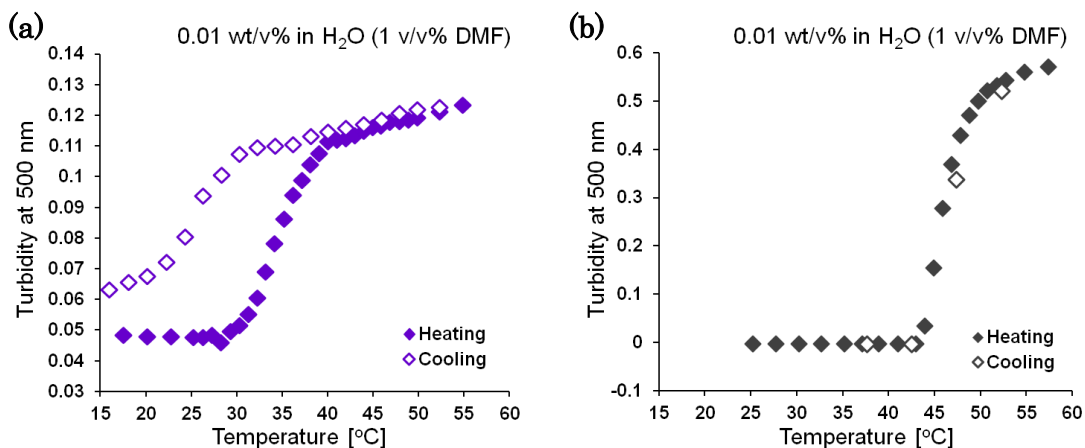 (a)
0.01 wt/v% in H₂O (1 v/v% DMF)
0.14
0.13
0.12
0.11
0.1
0.09
0.08
0.07
0.06
0.05
0.04
0.03
Turbidity at 500 nm
Heating
Cooling
15 20 25 30 35 40 45 50 55 60
Temperature [°C]
(b)
0.01 wt/v% in H₂O (1 v/v% DMF)
0.6
0.5
0.4
0.3
0.2
0.1
0
-0.1
Turbidity at 500 nm
Heating
Cooling
15 20 25 30 35 40 45 50 55 60
Temperature [°C]